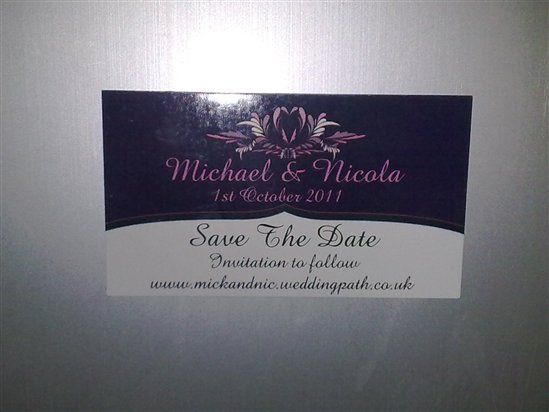 Michael & Nicola
1st October 2011
Save The Date
Invitation to follow
www.mickandnic.weddingpath.co.uk